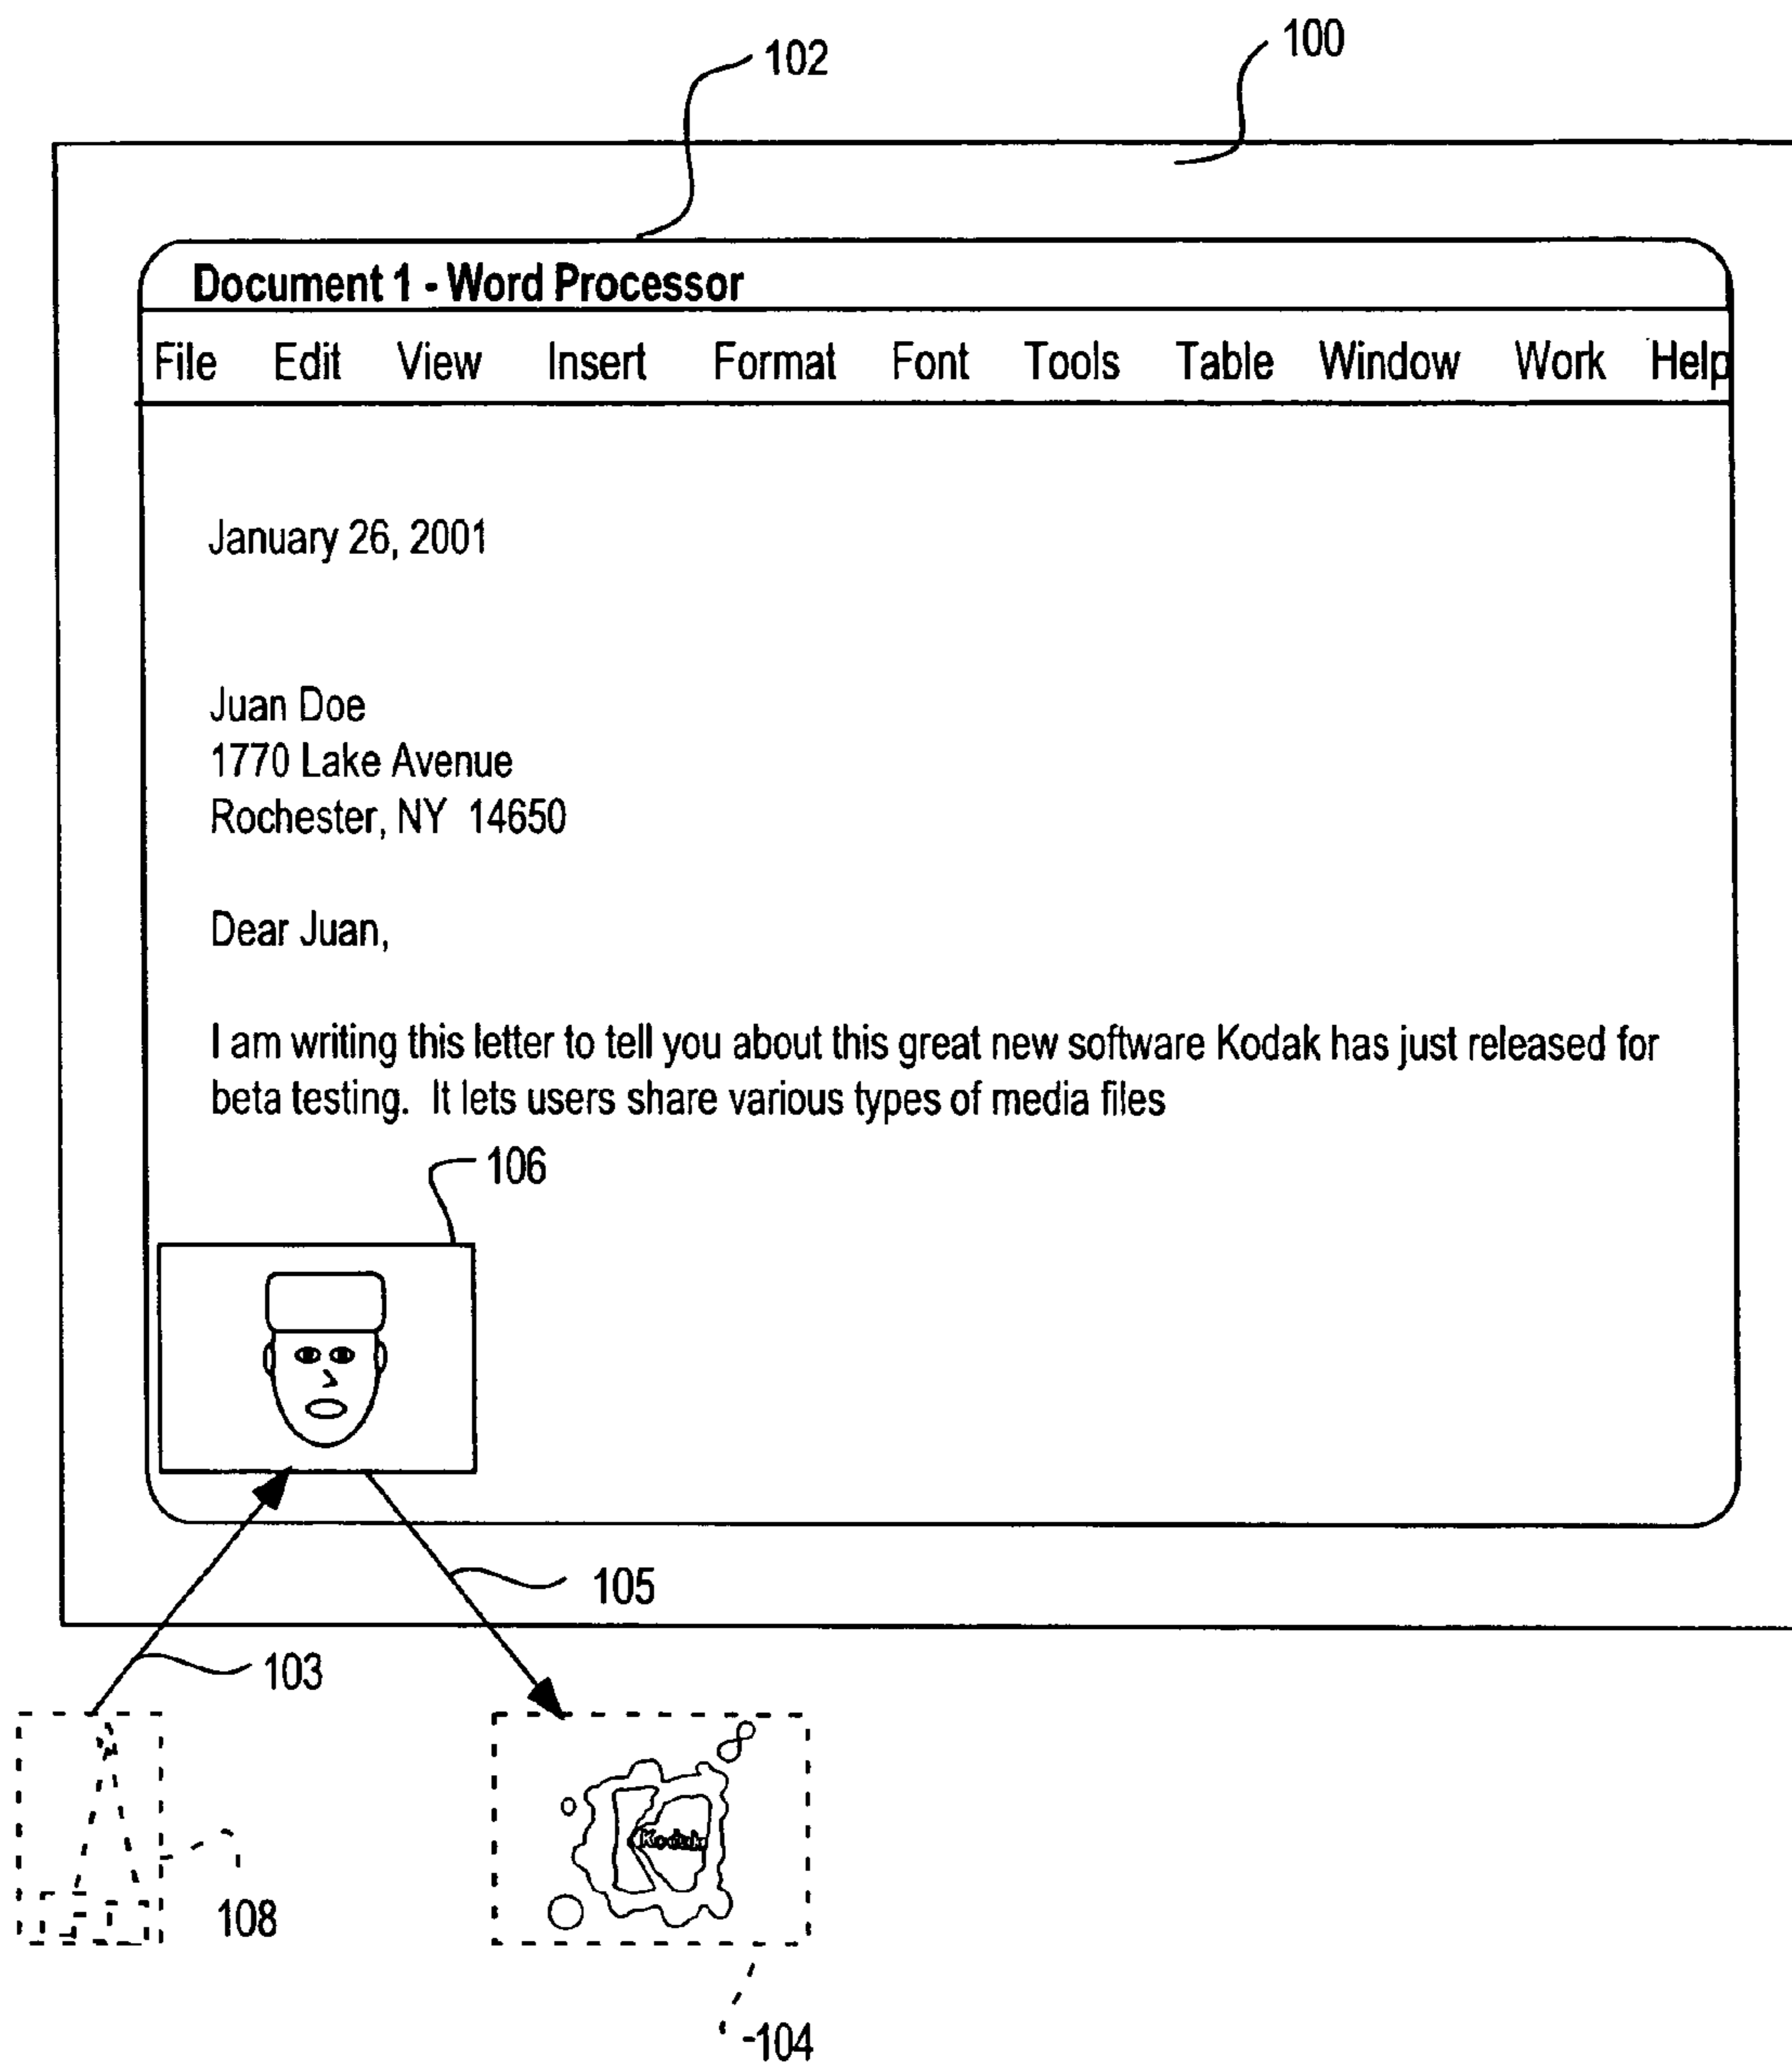 102
100
Document 1 - Word Processor
File Edit View Insert Format Font Tools Table Window Work Help
January 26, 2001
Juan Doe
1770 Lake Avenue
Rochester, NY 14650
Dear Juan,
I am writing this letter to tell you about this great new software Kodak has just released for
beta testing. It lets users share various types of media files
106
105
103
Kodak
108
104